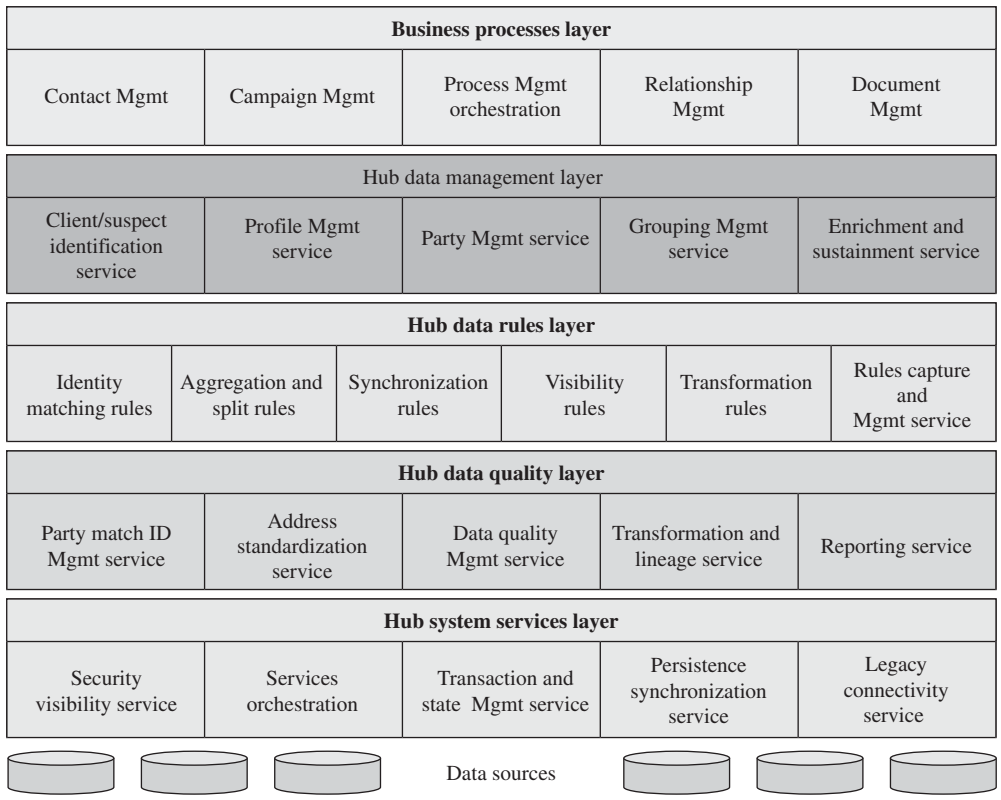 Business processes layer
Contact Mgmt
Campaign Mgmt
Process Mgmt
orchestration
Relationship
Mgmt
Document
Mgmt
Hub data management layer
Client/suspect
identification
service
Profile Mgmt
service
Party Mgmt service
Grouping Mgmt
service
Enrichment and
sustainment service
Hub data rules layer
Identity
matching rules
Aggregation and
split rules
Synchronization
rules
Visibility
rules
Transformation
rules
Rules capture
and
Mgmt service
Hub data quality layer
Party match ID
Mgmt service
Address
standardization
service
Data quality
Mgmt service
Transformation and
lineage service
Reporting service
Hub system services layer
Security
visibility service
Services
orchestration
Transaction and
state Mgmt service
Persistence
synchronization
service
Legacy
connectivity
service
Data sources